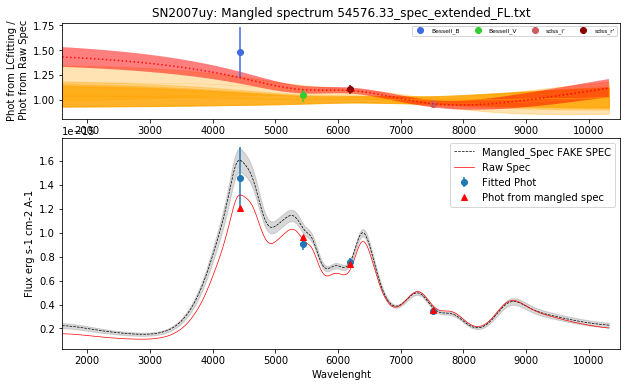 SN2007uy: Mangled spectrum 54576.33_spec_extended_FL.txt
Phot from LCfitting /
Phot from Raw Spec
1.75
1.50
1.25
1.00
Bessell_B
Bessell_V
sdss_i'
sdss_r'
2000 3000 4000 5000 6000 7000 8000 9000 10000
1e−15
Flux erg s-1 cm-2 A-1
1.6
1.4
1.2
1.0
0.8
0.6
0.4
0.2
Mangled_Spec FAKE SPEC
Raw Spec
Fitted Phot
Phot from mangled spec
2000 3000 4000 5000 6000 7000 8000 9000 10000
Wavelenght